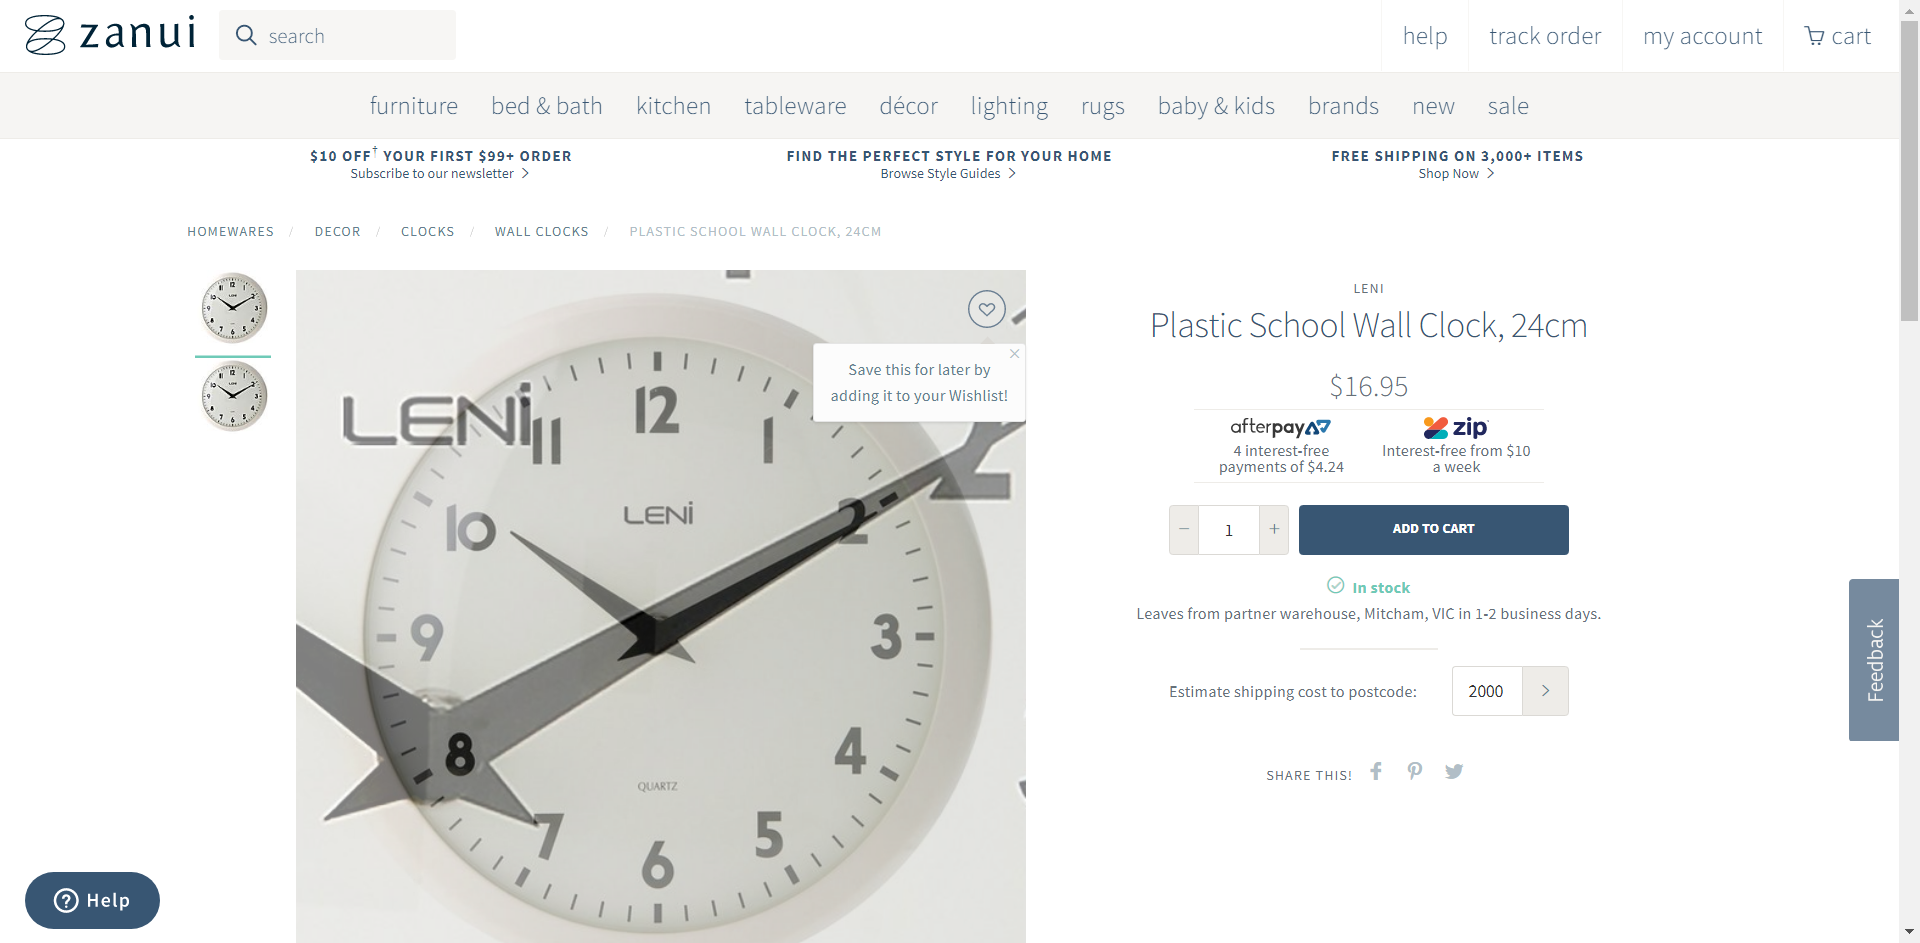 zanui
search
help
track order
my account
cart
furniture
bed & bath
kitchen
tableware
décor
lighting
rugs
baby & kids
brands
new
sale
$10 OFF† YOUR FIRST $99+ ORDER
Subscribe to our newsletter
FIND THE PERFECT STYLE FOR YOUR HOME
Browse Style Guides
FREE SHIPPING ON 3,000+ ITEMS
Shop Now
HOMEWARES / DECOR / CLOCKS / WALL CLOCKS / PLASTIC SCHOOL WALL CLOCK, 24CM
Save this for later by
adding it to your Wishlist!
LENI
12
1
2
3
4
5
6
7
8
9
10
11
LENI
QUARTZ
LENI
Plastic School Wall Clock, 24cm
$16.95
afterpay
4 interest-free
payments of $4.24
zip
Interest-free from $10
a week
− 1 +
ADD TO CART
In stock
Leaves from partner warehouse, Mitcham, VIC in 1-2 business days.
Estimate shipping cost to postcode: 2000
SHARE THIS!
Feedback
Help